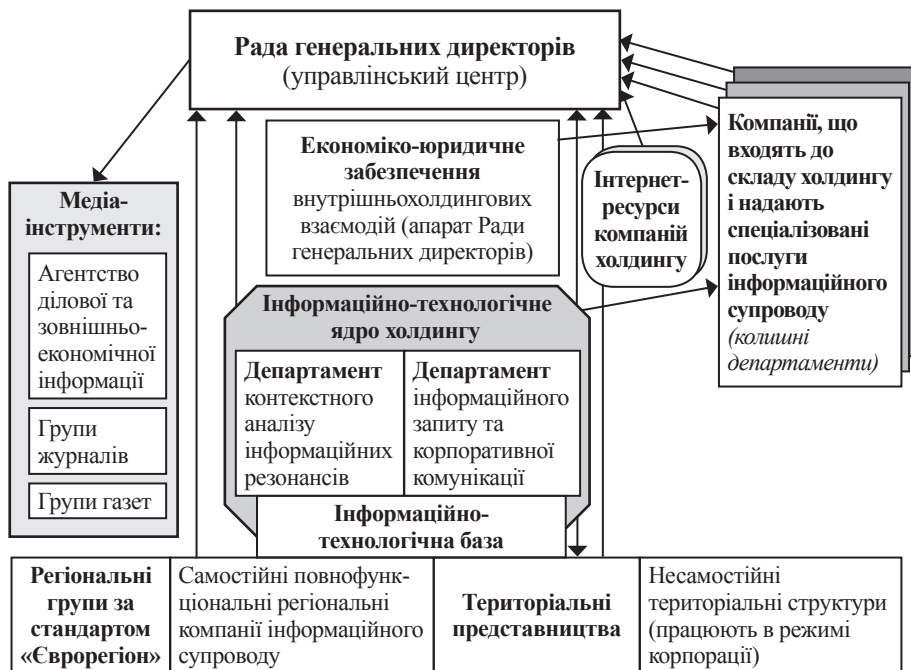 Рада генеральних директорів
(управлінський центр)
Економіко-юридичне
забезпечення
внутрішньохолдингових
взаємодій (апарат Ради
генеральних директорів)
Інтернет-
ресурси
компаній
холдингу
Компанії, що
входять до
складу холдингу
і надають
спеціалізовані
послуги
інформаційного
супроводу
(колишні
департаменти)
Медіа-
інструменти:
Агентство
ділової та
зовнішньо-
економічної
інформації
Групи
журналів
Групи газет
Інформаційно-технологічне
ядро холдингу
Департамент
контекстного
аналізу
інформаційних
резонансів
Департамент
інформаційного
запиту та
корпоративної
комунікації
Інформаційно-
технологічна база
Регіональні
групи за
стандартом
«Єврорегіон»
Самостійні повнофунк-
ціональні регіональні
компанії інформаційного
супроводу
Територіальні
представництва
Несамостійні
територіальні структури
(працюють в режимі
корпорації)